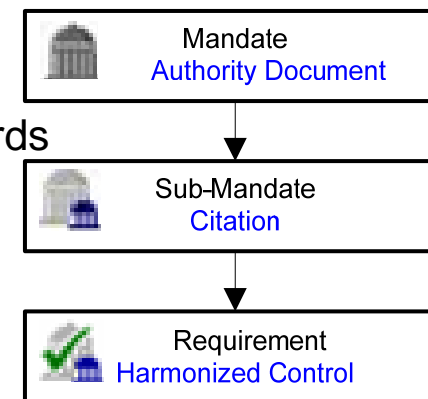 Mandate
Authority Document
rds
Sub-Mandate
Citation
Requirement
Harmonized Control